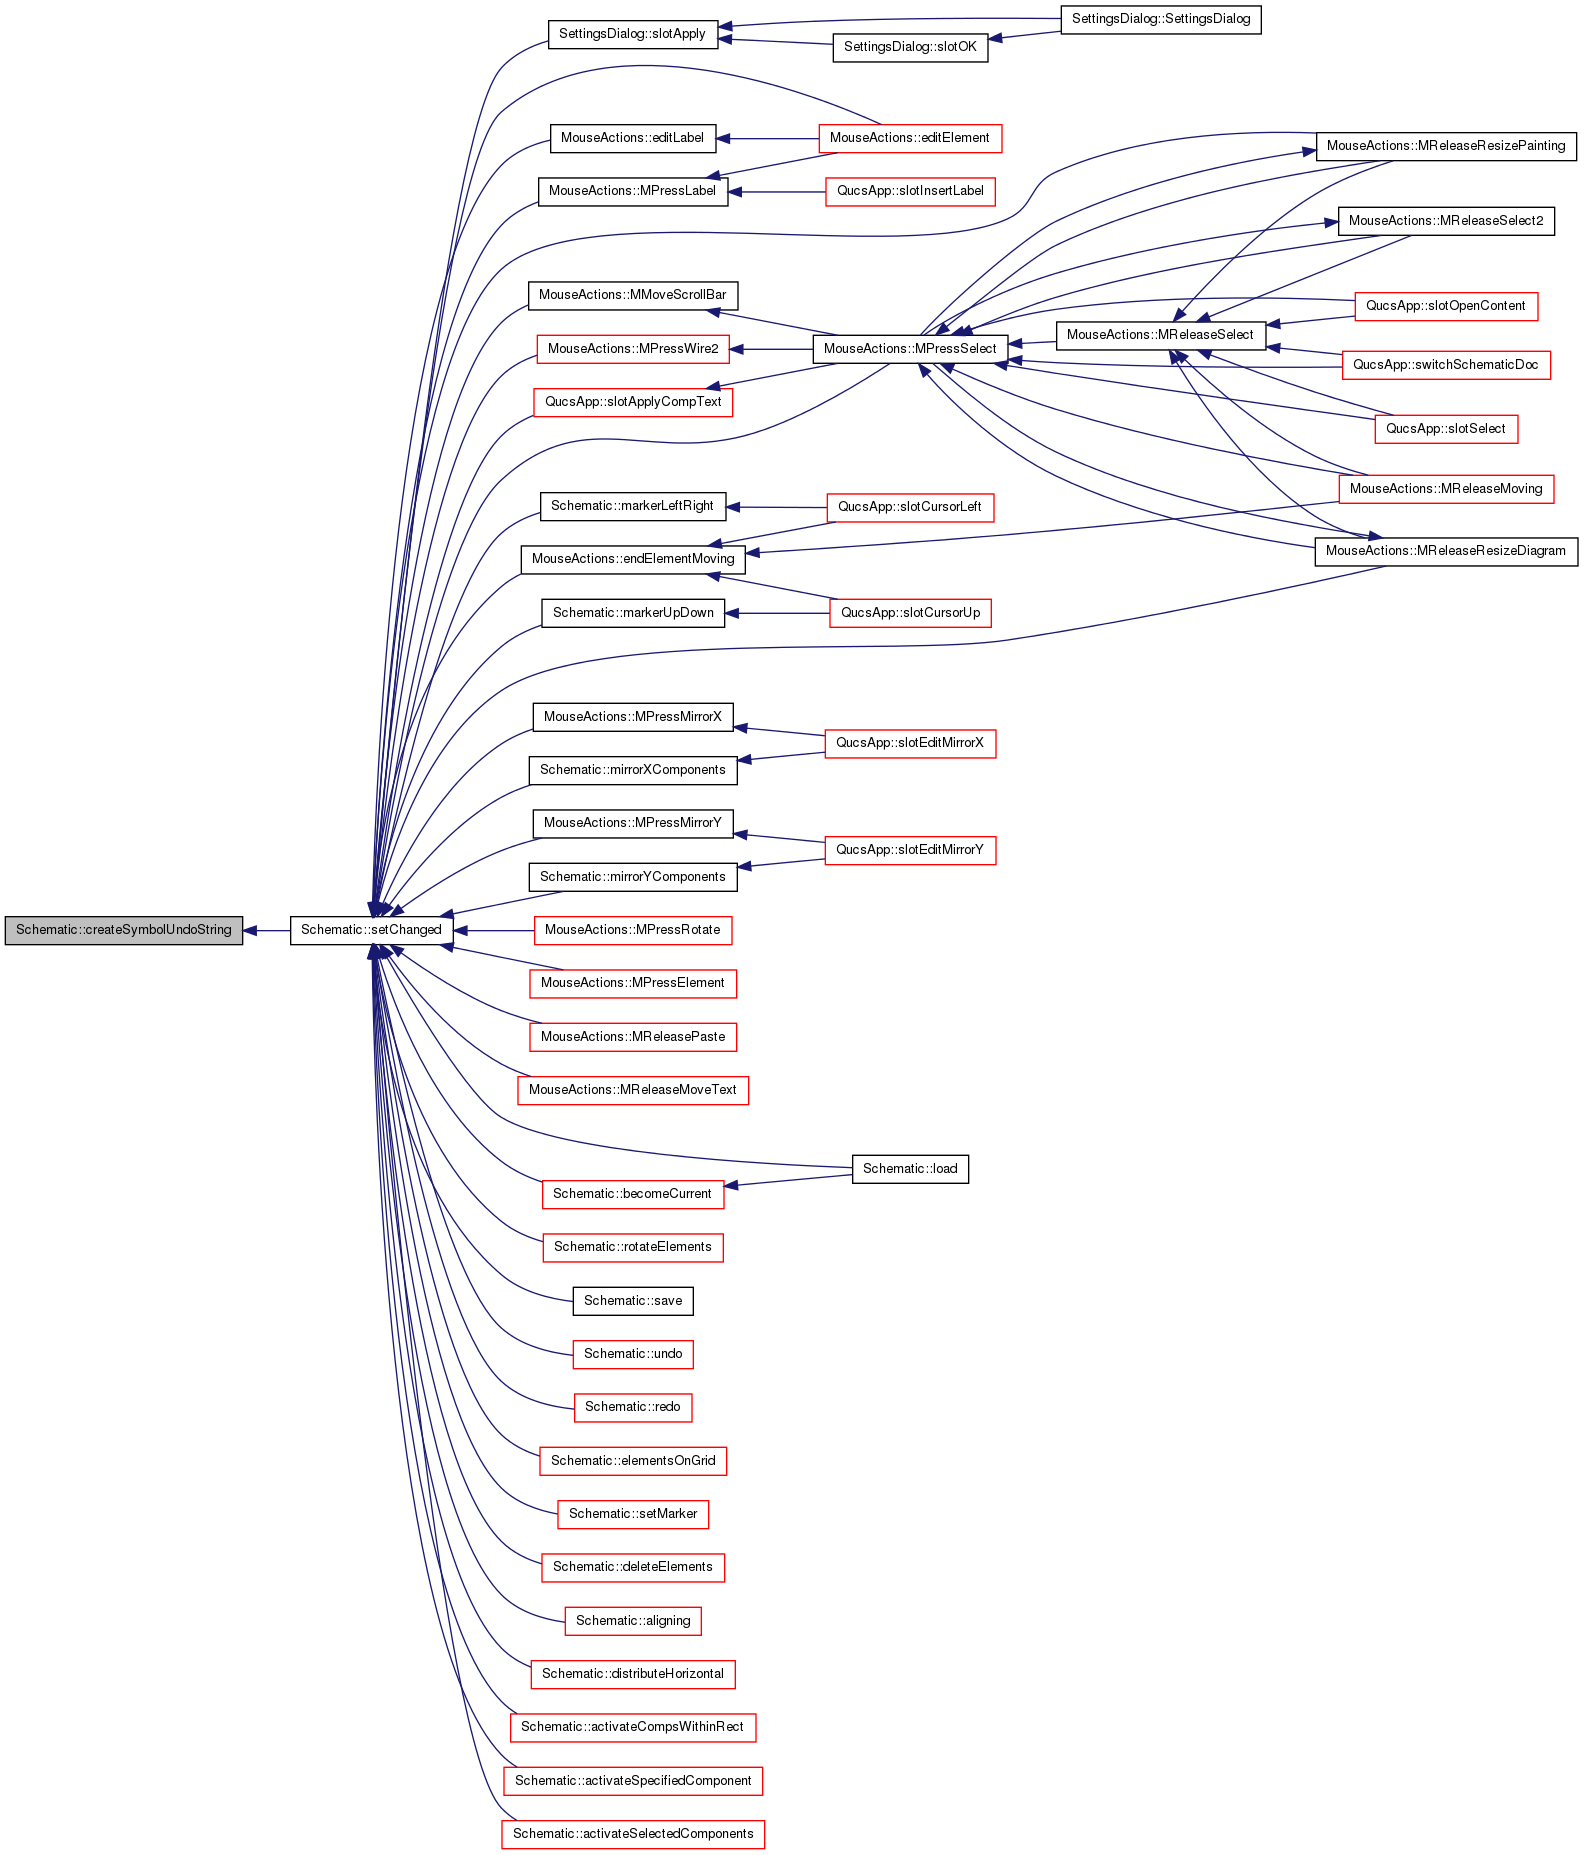 SettingsDialog::SettingsDialog
SettingsDialog::slotApply
SettingsDialog::slotOK
MouseActions::editLabel
MouseActions::editElement
MouseActions::MReleaseResizePainting
MouseActions::MPressLabel
QucsApp::slotInsertLabel
MouseActions::MReleaseSelect2
MouseActions::MMoveScrollBar
QucsApp::slotOpenContent
MouseActions::MReleaseSelect
MouseActions::MPressWire2
MouseActions::MPressSelect
QucsApp::switchSchematicDoc
QucsApp::slotApplyCompText
QucsApp::slotSelect
MouseActions::MReleaseMoving
Schematic::markerLeftRight
QucsApp::slotCursorLeft
MouseActions::endElementMoving
MouseActions::MReleaseResizeDiagram
Schematic::markerUpDown
QucsApp::slotCursorUp
MouseActions::MPressMirrorX
QucsApp::slotEditMirrorX
Schematic::mirrorXComponents
MouseActions::MPressMirrorY
QucsApp::slotEditMirrorY
Schematic::mirrorYComponents
Schematic::createSymbolUndoString
Schematic::setChanged
MouseActions::MPressRotate
MouseActions::MPressElement
MouseActions::MReleasePaste
MouseActions::MReleaseMoveText
Schematic::load
Schematic::becomeCurrent
Schematic::rotateElements
Schematic::save
Schematic::undo
Schematic::redo
Schematic::elementsOnGrid
Schematic::setMarker
Schematic::deleteElements
Schematic::aligning
Schematic::distributeHorizontal
Schematic::activateCompsWithinRect
Schematic::activateSpecifiedComponent
Schematic::activateSelectedComponents